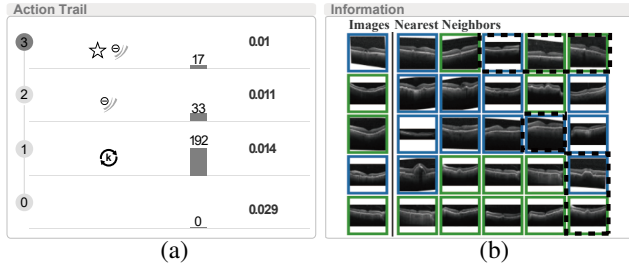 Action Trail
3
17
0.01
2
33
0.011
1
k
192
0.014
0
0
0.029
(a)
Information
Images Nearest Neighbors
(b)